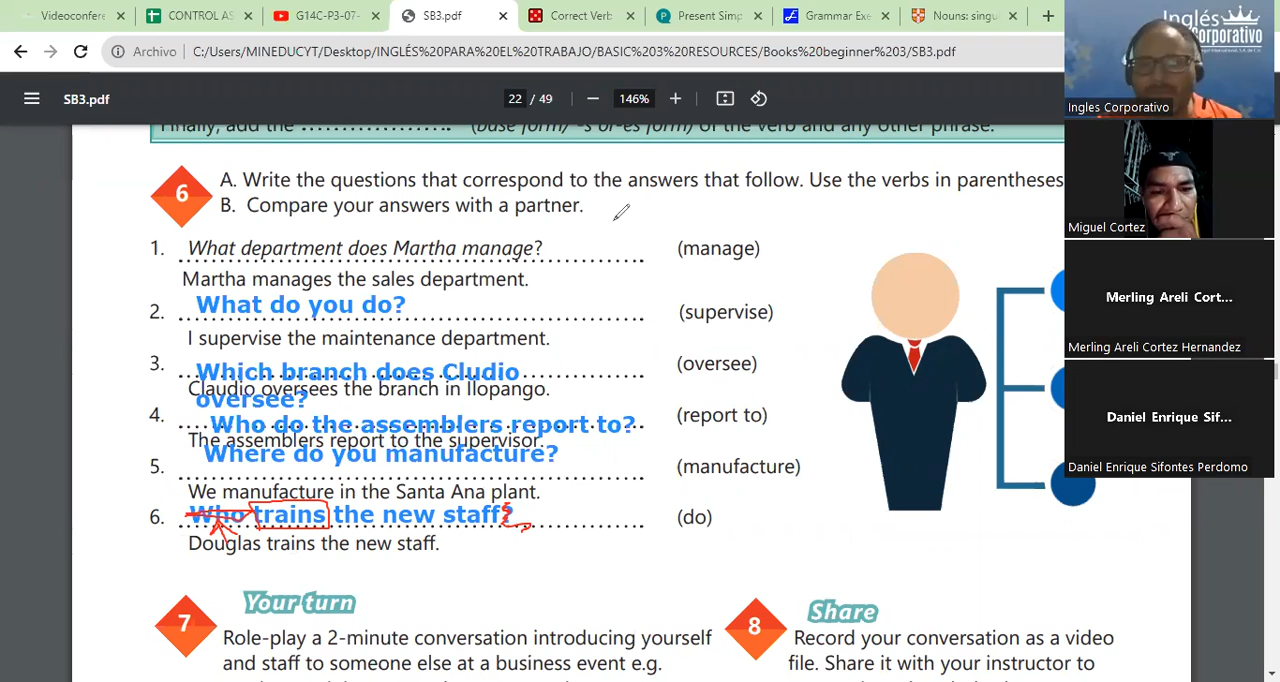 Videoconfere
CONTROL AS
G14C-P3-07-
SB3.pdf
Correct Verb
Present Simp
Grammar Exe
Nouns: singu
Archivo
C:/Users/MINEDUCYT/Desktop/INGLÉS%20PARA%20EL%20TRABAJO/BASIC%203%20RESOURCES/Books%20beginner%203/SB3.pdf
SB3.pdf
22 / 49
146%
Finally, add the .................... (base form/ -s or-es form) of the verb and any other phrase.
6
A. Write the questions that correspond to the answers that follow. Use the verbs in parentheses
B. Compare your answers with a partner.
1. What department does Martha manage? (manage)
Martha manages the sales department.
What do you do?
2. (supervise)
I supervise the maintenance department.
Which branch does Cludio
3. (oversee)
Claudio oversees the branch in Ilopango.
oversee?
4. Who do the assemblers report to? (report to)
The assemblers report to the supervisor.
Where do you manufacture?
5. (manufacture)
We manufacture in the Santa Ana plant.
6. Who trains the new staff? (do)
Douglas trains the new staff.
7
Your turn
Role-play a 2-minute conversation introducing yourself
and staff to someone else at a business event e.g.
8
Share
Record your conversation as a video
file. Share it with your instructor to
Inglés
Corporativo
Ingles Corporativo
Miguel Cortez
Merling Areli Cort...
Merling Areli Cortez Hernandez
Daniel Enrique Sif...
Daniel Enrique Sifontes Perdomo